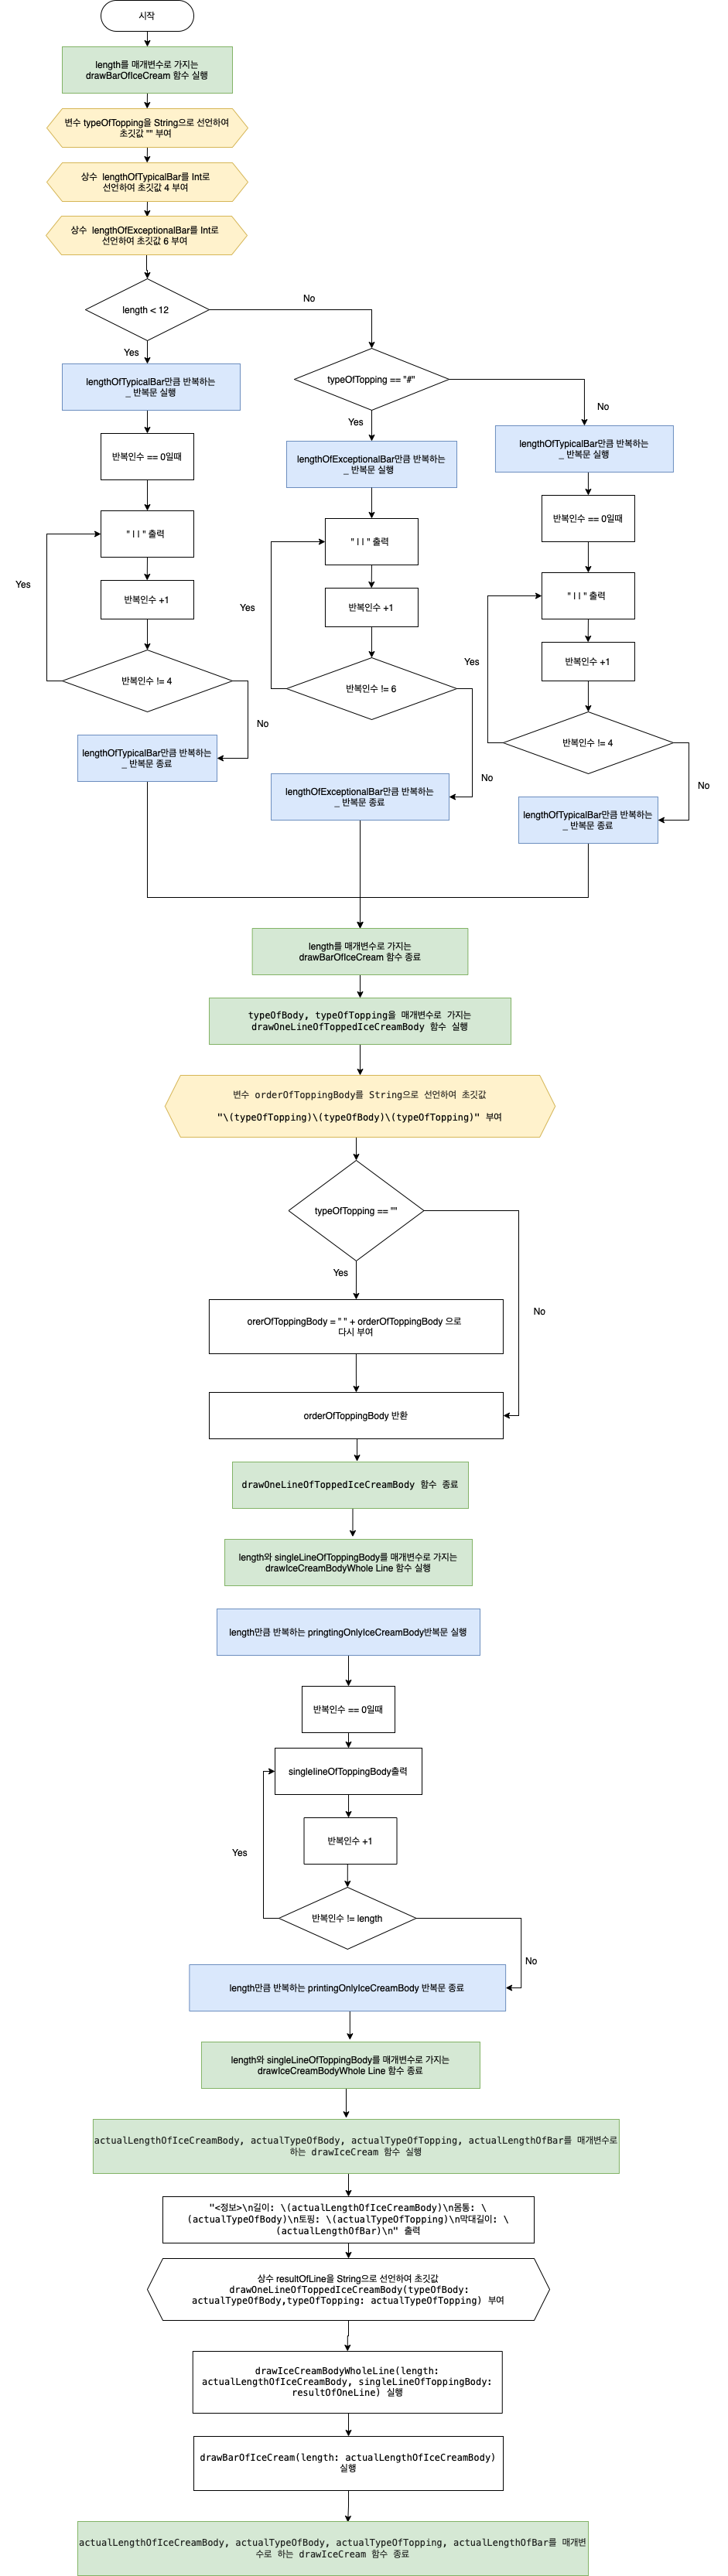 시작
length를 매개변수로 가지는
drawBarOfIceCream 함수 실행
변수 typeOfTopping을 String으로 선언하여
초깃값 "" 부여
상수 lengthOfTypicalBar를 Int로
선언하여 초깃값 4 부여
상수 lengthOfExceptionalBar를 Int로
선언하여 초깃값 6 부여
length < 12
No
Yes
lengthOfTypicalBar만큼 반복하는
_ 반복문 실행
반복인수 == 0일때
" l l " 출력
반복인수 +1
Yes
반복인수 != 4
No
lengthOfTypicalBar만큼 반복하는
_ 반복문 종료
typeOfTopping == "#"
Yes
No
lengthOfExceptionalBar만큼 반복하는
_ 반복문 실행
" l l " 출력
반복인수 +1
Yes
반복인수 != 6
No
lengthOfExceptionalBar만큼 반복하는
_ 반복문 종료
lengthOfTypicalBar만큼 반복하는
_ 반복문 실행
반복인수 == 0일때
" l l " 출력
반복인수 +1
Yes
반복인수 != 4
No
lengthOfTypicalBar만큼 반복하는
_ 반복문 종료
length를 매개변수로 가지는
drawBarOfIceCream 함수 종료
typeOfBody, typeOfTopping을 매개변수로 가지는
drawOneLineOfToppedIceCreamBody 함수 실행
변수 orderOfToppingBody를 String으로 선언하여 초깃값
"\(typeOfTopping)\(typeOfBody)\(typeOfTopping)" 부여
typeOfTopping == ""
Yes
No
orerOfToppingBody = " " + orderOfToppingBody 으로
다시 부여
orderOfToppingBody 반환
drawOneLineOfToppedIceCreamBody 함수 종료
length와 singleLineOfToppingBody를 매개변수로 가지는
drawIceCreamBodyWhole Line 함수 실행
length만큼 반복하는 pringtingOnlyIceCreamBody반복문 실행
반복인수 == 0일때
singlelineOfToppingBody출력
반복인수 +1
Yes
반복인수 != length
No
length만큼 반복하는 printingOnlyIceCreamBody 반복문 종료
length와 singleLineOfToppingBody를 매개변수로 가지는
drawIceCreamBodyWhole Line 함수 종료
actualLengthOfIceCreamBody, actualTypeOfBody, actualTypeOfTopping, actualLengthOfBar를 매개변수로
하는 drawIceCream 함수 실행
"<정보>\n길이: \(actualLengthOfIceCreamBody)\n몸통: \
(actualTypeOfBody)\n토핑: \(actualTypeOfTopping)\n막대길이: \
(actualLengthOfBar)\n" 출력
상수 resultOfLine을 String으로 선언하여 초깃값
drawOneLineOfToppedIceCreamBody(typeOfBody:
actualTypeOfBody,typeOfTopping: actualTypeOfTopping) 부여
drawIceCreamBodyWholeLine(length:
actualLengthOfIceCreamBody, singleLineOfToppingBody:
resultOfOneLine) 실행
drawBarOfIceCream(length: actualLengthOfIceCreamBody)
실행
actualLengthOfIceCreamBody, actualTypeOfBody, actualTypeOfTopping, actualLengthOfBar를 매개변
수로 하는 drawIceCream 함수 종료